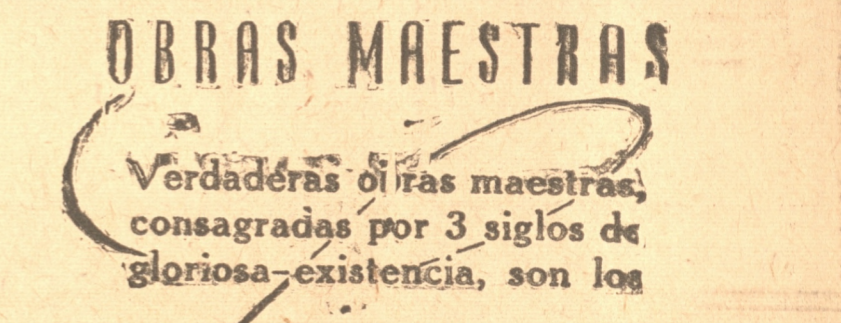 OBRAS MAESTRAS
Verdaderas obras maestras,
consagradas por 3 siglos de
gloriosa existencia, son los